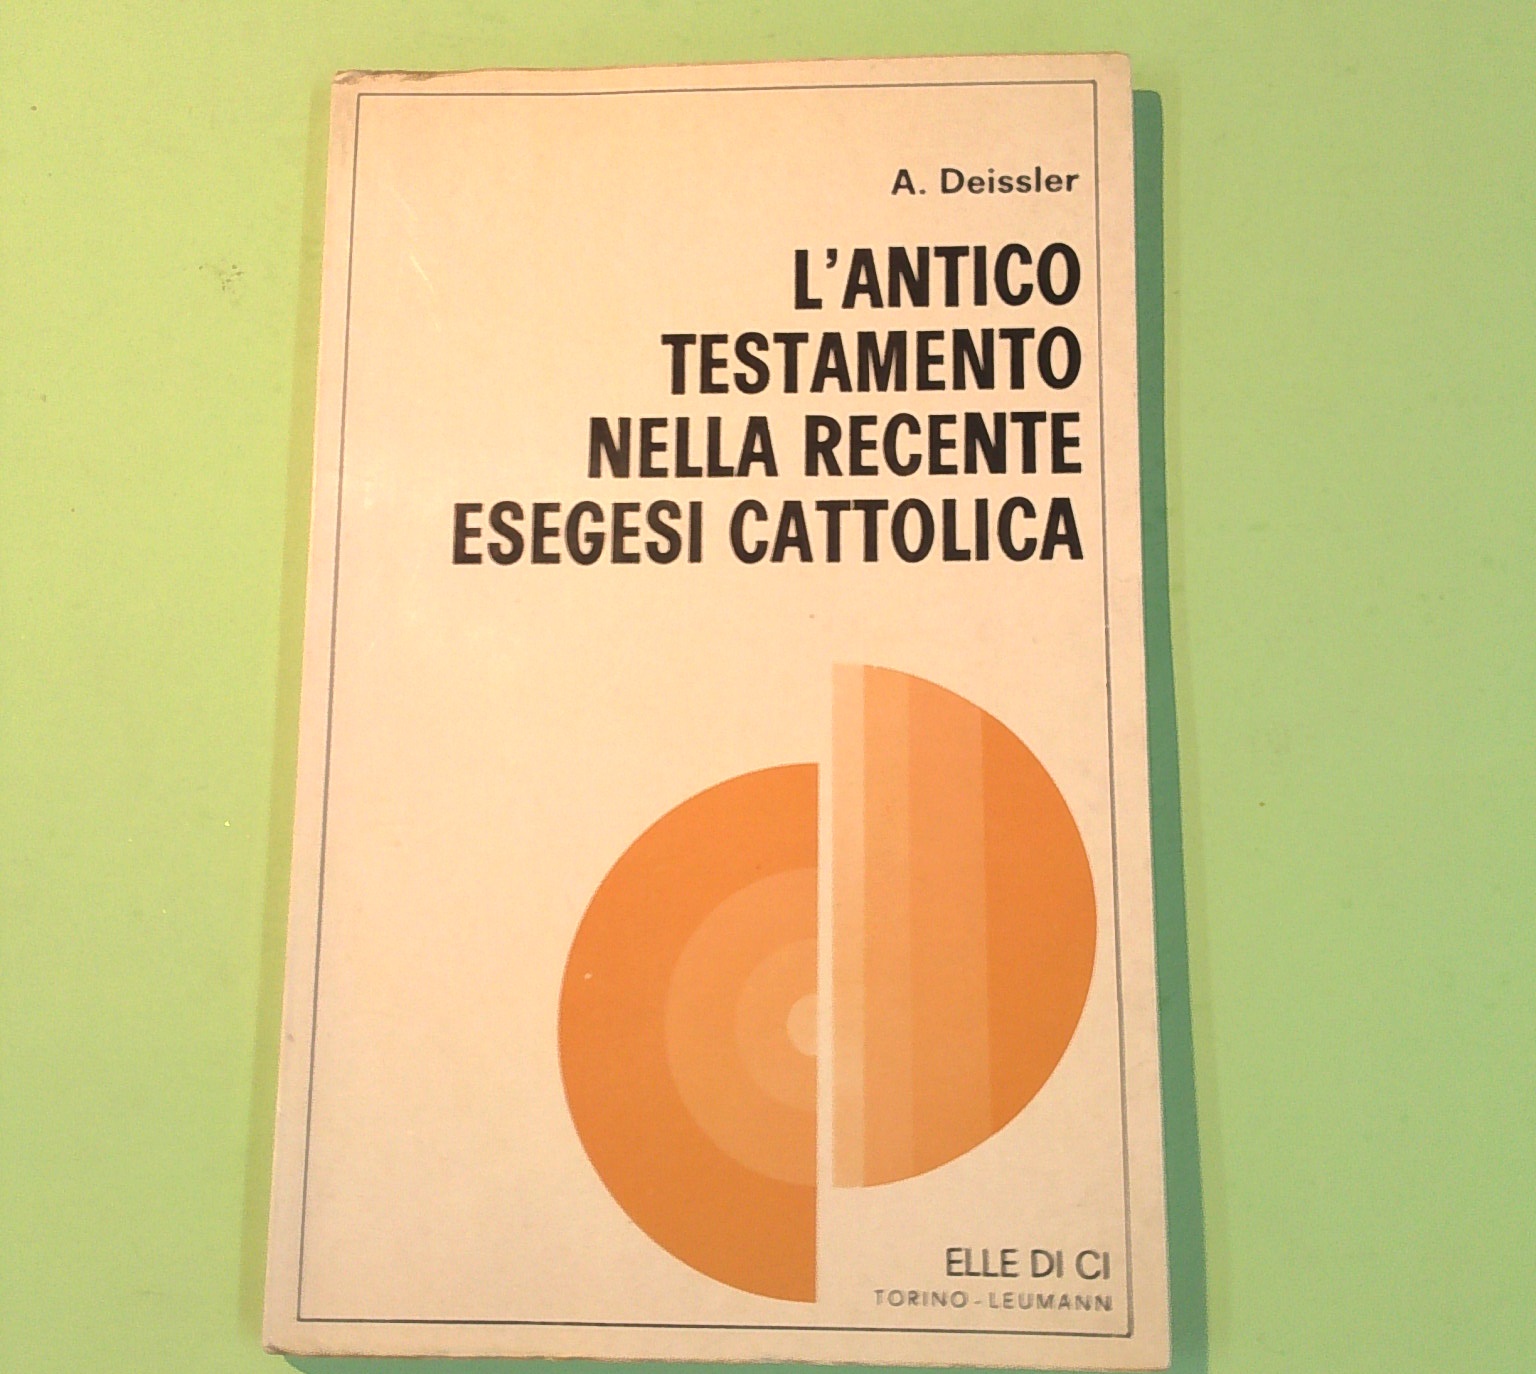 A. Deissler
L'ANTICO
TESTAMENTO
NELLA RECENTE
ESEGESI CATTOLICA
ELLE DI CI
TORINO - LEUMANN